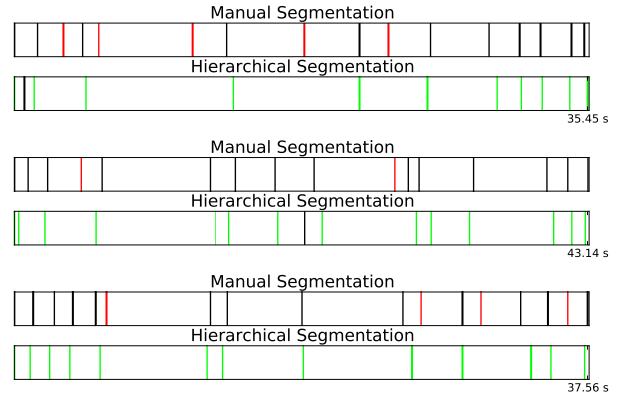 Manual Segmentation
Hierarchical Segmentation
35.45 s
Manual Segmentation
Hierarchical Segmentation
43.14 s
Manual Segmentation
Hierarchical Segmentation
37.56 s